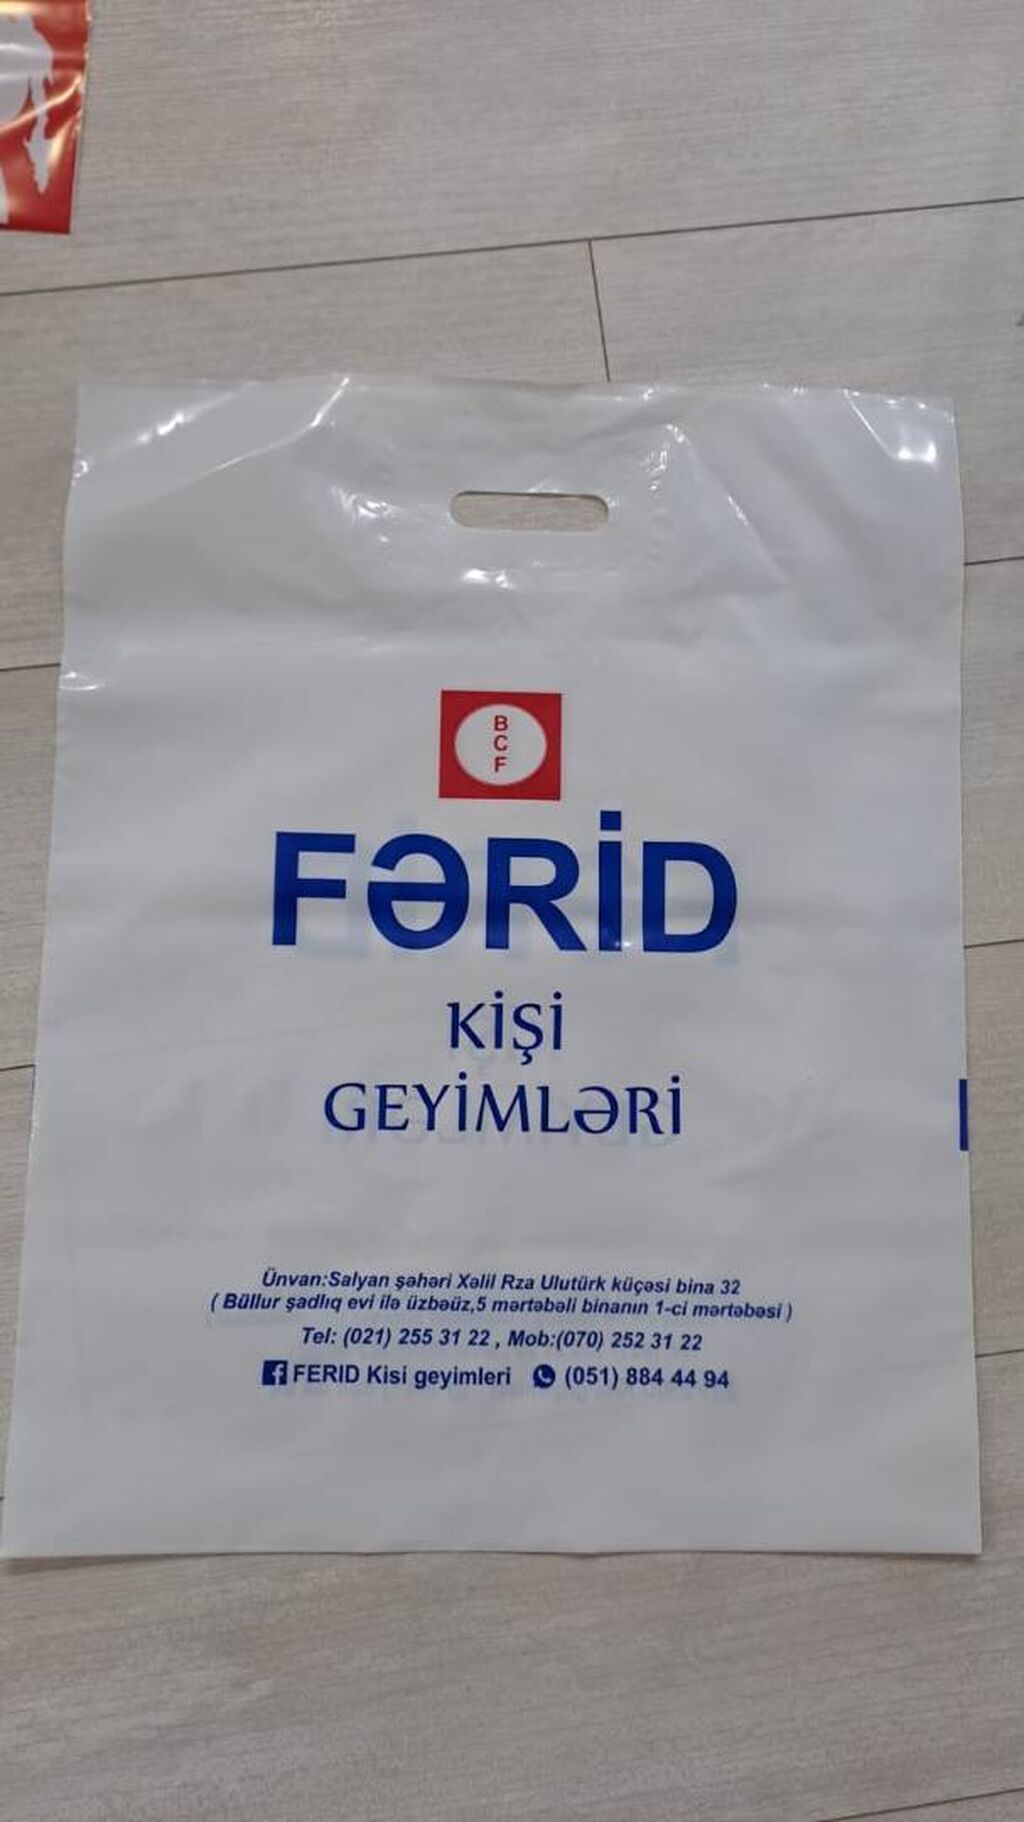 B
C
F
FƏRİD
KİŞİ
GEYİMLƏRİ
Ünvan:Salyan şəhəri Xəlil Rza Ulutürk küçəsi bina 32
( Büllur şadlıq evi ilə üzbəüz,5 mərtəbəli binanın 1-ci mərtəbəsi )
Tel: (021) 255 31 22 , Mob:(070) 252 31 22
FERID Kisi geyimleri (051) 884 44 94